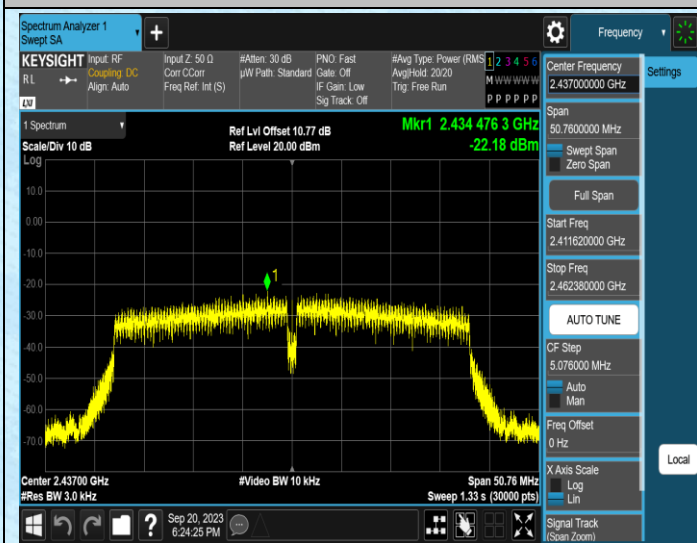 Spectrum Analyzer 1
Swept SA
+
Frequency
KEYSIGHT
RL
LXI
Input: RF
Coupling: DC
Align: Auto
Input Z: 50 Ω
Corr CCorr
Freq Ref: Int (S)
#Atten: 30 dB
µW Path: Standard
PNO: Fast
Gate: Off
IF Gain: Low
Sig Track: Off
#Avg Type: Power (RMS
Avg|Hold: 20/20
Trig: Free Run
1 2 3 4 5 6
M W W W W W
P P P P P P
1 Spectrum
Scale/Div 10 dB
Log
Ref Lvl Offset 10.77 dB
Ref Level 20.00 dBm
Mkr1 2.434 476 3 GHz
-22.18 dBm
10.0
0.00
-10.0
-20.0
-30.0
-40.0
-50.0
-60.0
-70.0
1
Center 2.43700 GHz
#Res BW 3.0 kHz
#Video BW 10 kHz
Span 50.76 MHz
Sweep 1.33 s (30000 pts)
?
Sep 20, 2023
6:24:25 PM
Center Frequency
2.437000000 GHz
Settings
Span
50.7600000 MHz
Swept Span
Zero Span
Full Span
Start Freq
2.411620000 GHz
Stop Freq
2.462380000 GHz
AUTO TUNE
CF Step
5.076000 MHz
Auto
Man
Freq Offset
0 Hz
X Axis Scale
Log
Lin
Local
Signal Track
(Span Zoom)